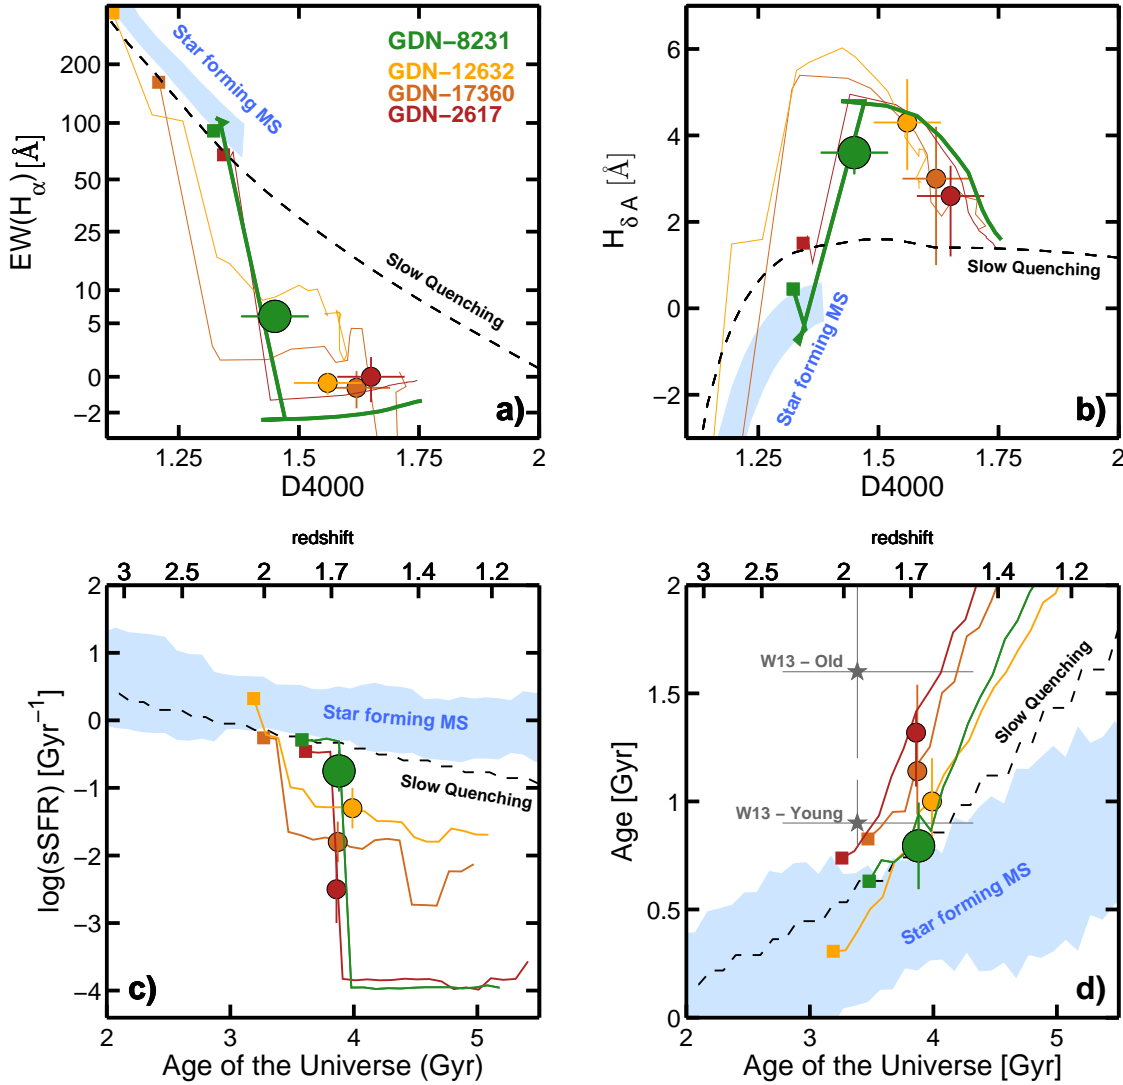 GDN−8231
GDN−12632
GDN−17360
GDN−2617
Star forming MS
Slow Quenching
a)
EW(Hα) [Å]
200
100
50
25
10
5
0
−2
1.25 1.5 1.75 2
D4000
6
4
2
0
−2
Hδ A [Å]
Slow Quenching
Star forming MS
b)
1.25 1.5 1.75 2
D4000
redshift
3 2.5 2 1.7 1.4 1.2
2
1
0
−1
−2
−3
−4
log(sSFR) [Gyr−1]
Star forming MS
Slow Quenching
c)
2 3 4 5
Age of the Universe (Gyr)
redshift
3 2.5 2 1.7 1.4 1.2
2
1.5
1
0.5
0
Age [Gyr]
W13 − Old
W13 − Young
Slow Quenching
Star forming MS
d)
2 3 4 5
Age of the Universe [Gyr]